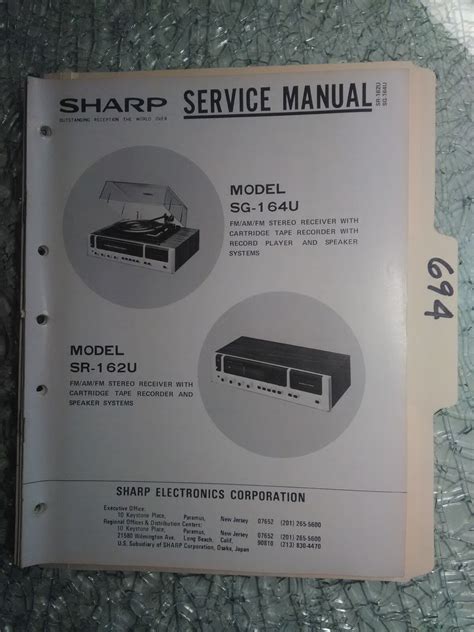 SHARP
OUTSTANDING RECEPTION THE WORLD OVER
SERVICE MANUAL
SR-162U
SG-164U
MODEL
SG-164U
FM/AM/FM STEREO RECEIVER WITH
CARTRIDGE TAPE RECORDER WITH
RECORD PLAYER AND SPEAKER
SYSTEMS
694
MODEL
SR-162U
FM/AM/FM STEREO RECEIVER WITH
CARTRIDGE TAPE RECORDER AND
SPEAKER SYSTEMS
SHARP ELECTRONICS CORPORATION
Executive Office:
10 Keystone Place, Paramus, New Jersey 07652 (201) 265-5600
Regional Offices & Distribution Centers:
10 Keystone Place, Paramus, New Jersey 07652 (201) 265-5600
21580 Wilmington Ave. Long Beach, Calif. 90810 (213) 830-4470
U.S. Subsidiary of SHARP Corporation, Osaka, Japan